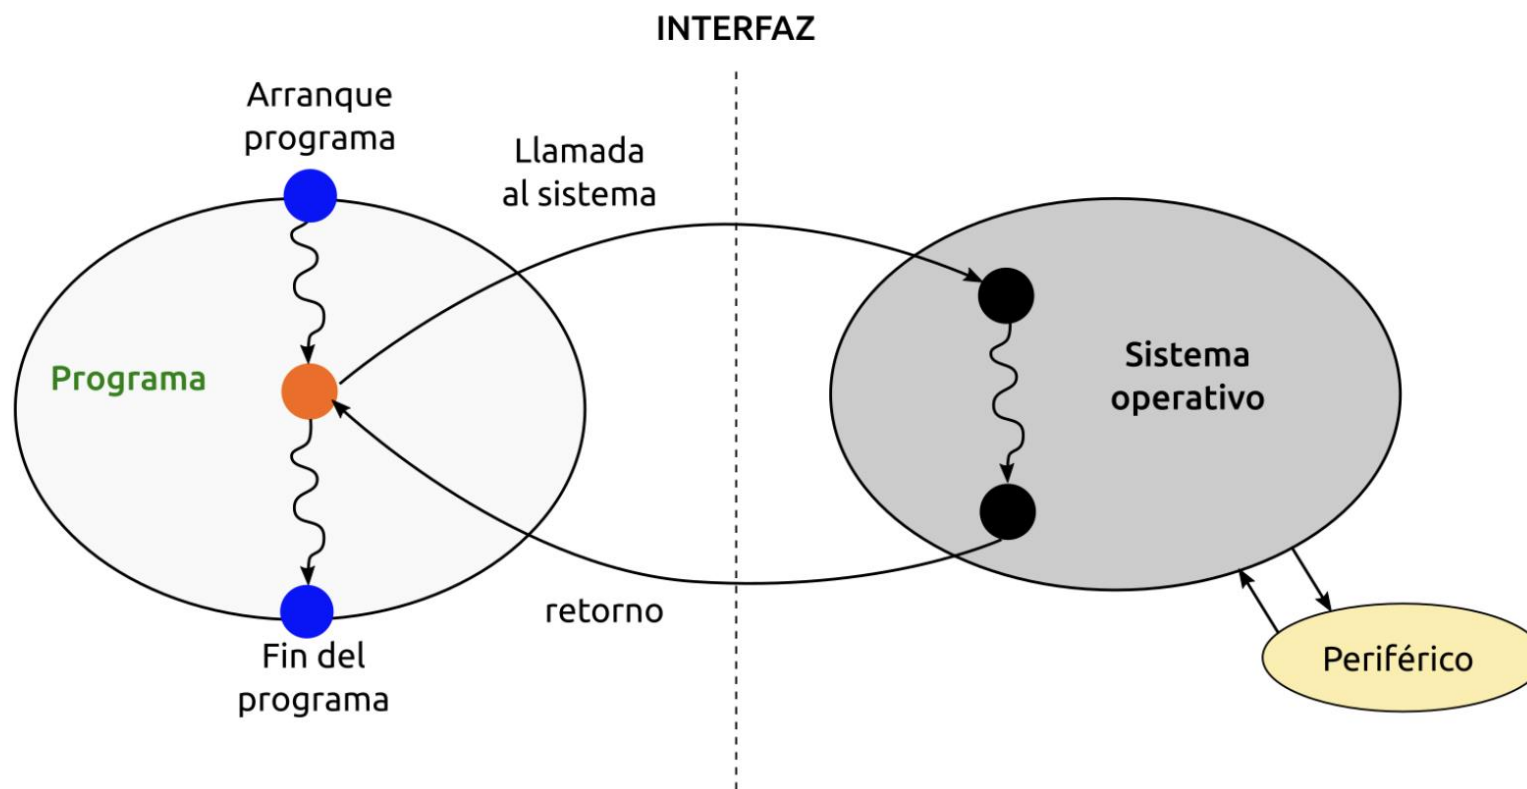 INTERFAZ
Arranque
programa
Llamada
al sistema
Programa
Sistema
operativo
retorno
Fin del
programa
Periférico